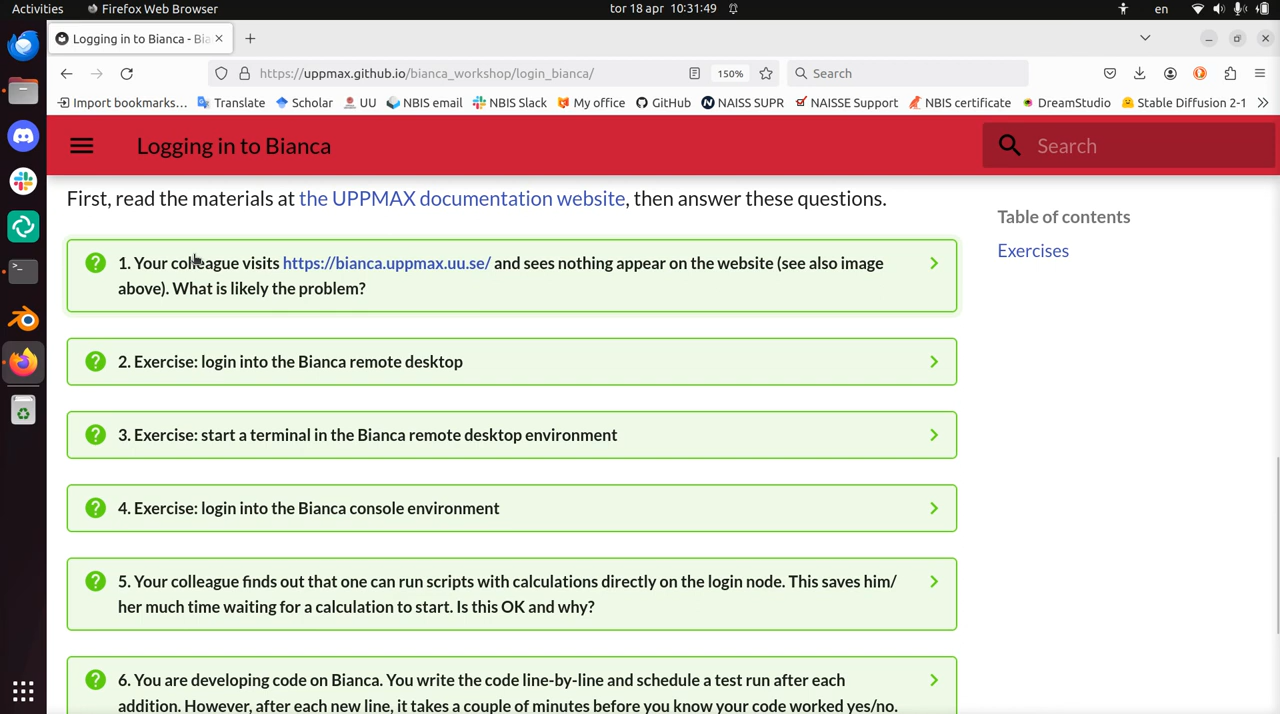 Activities
Firefox Web Browser
tor 18 apr 10:31:49
en
Logging in to Bianca - Bia
https://uppmax.github.io/bianca_workshop/login_bianca/
150%
Search
Import bookmarks...
Translate
Scholar
UU
NBIS email
NBIS Slack
My office
GitHub
NAISS SUPR
NAISSE Support
NBIS certificate
DreamStudio
Stable Diffusion 2-1
Logging in to Bianca
Search
First, read the materials at the UPPMAX documentation website, then answer these questions.
Table of contents
Exercises
1. Your colleague visits https://bianca.uppmax.uu.se/ and sees nothing appear on the website (see also image
above). What is likely the problem?
2. Exercise: login into the Bianca remote desktop
3. Exercise: start a terminal in the Bianca remote desktop environment
4. Exercise: login into the Bianca console environment
5. Your colleague finds out that one can run scripts with calculations directly on the login node. This saves him/
her much time waiting for a calculation to start. Is this OK and why?
6. You are developing code on Bianca. You write the code line-by-line and schedule a test run after each
addition. However, after each new line, it takes a couple of minutes before you know your code worked yes/no.